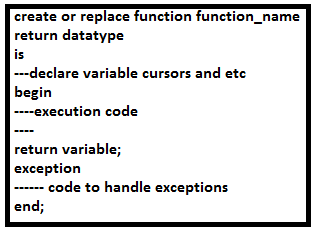 create or replace function function_name
return datatype
is
---declare variable cursors and etc
begin
----execution code
----
return variable;
exception
------ code to handle exceptions
end;